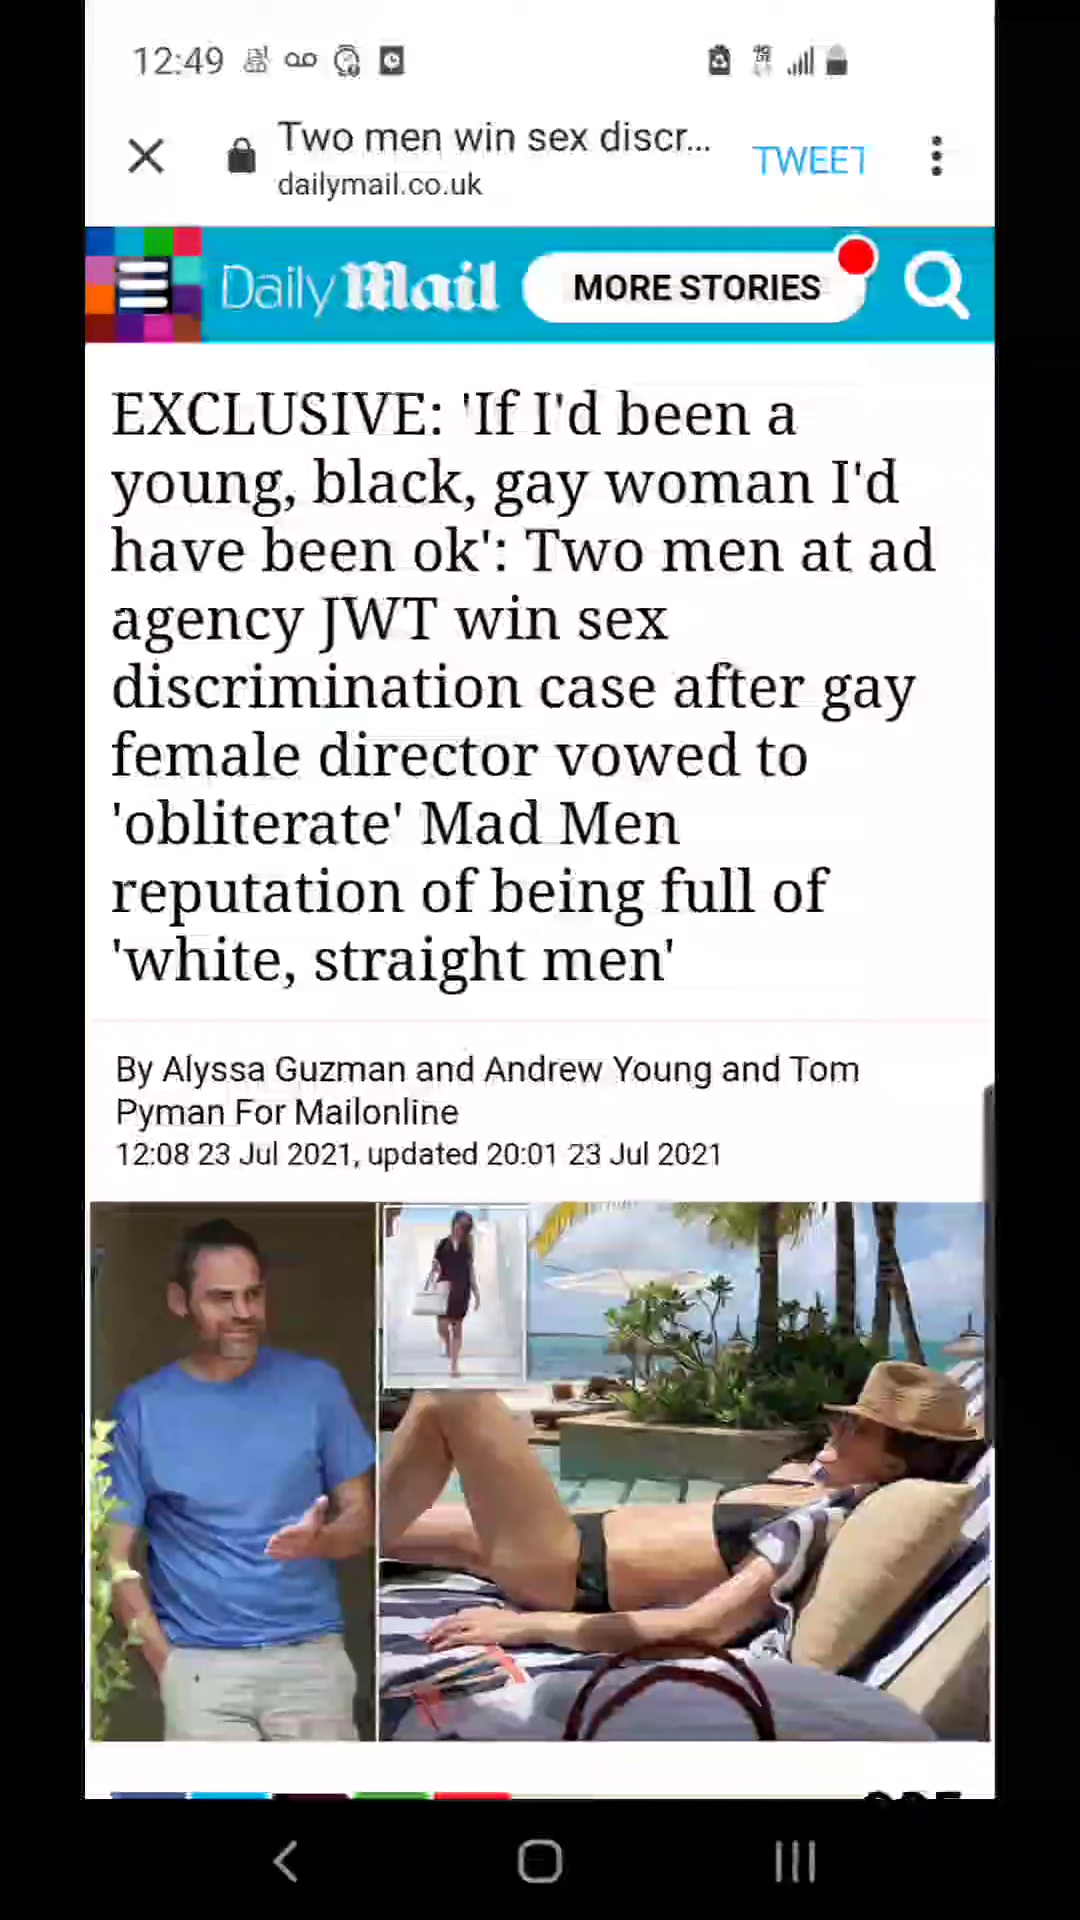 12:49
Two men win sex discr...
TWEET
dailymail.co.uk
Daily Mail
MORE STORIES
EXCLUSIVE: 'If I'd been a
young, black, gay woman I'd
have been ok': Two men at ad
agency JWT win sex
discrimination case after gay
female director vowed to
'obliterate' Mad Men
reputation of being full of
'white, straight men'
By Alyssa Guzman and Andrew Young and Tom
Pyman For Mailonline
12:08 23 Jul 2021, updated 20:01 23 Jul 2021